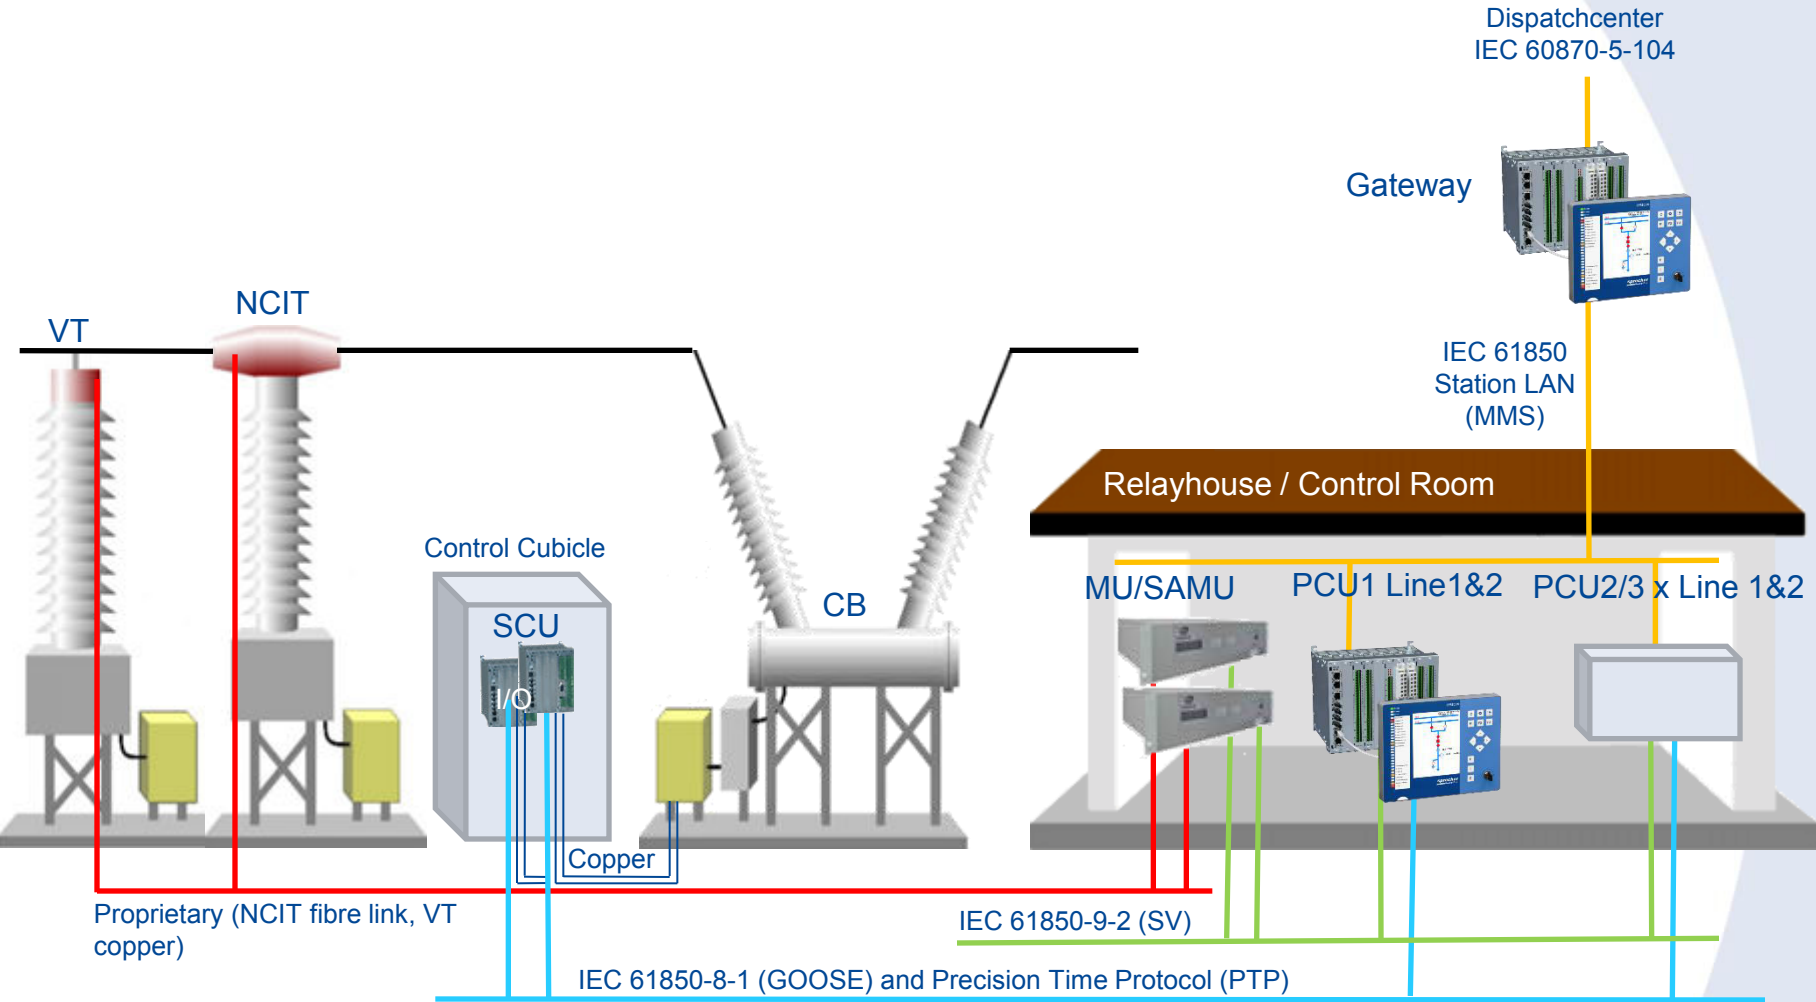 Dispatchcenter
IEC 60870-5-104
Gateway
NCIT
VT
IEC 61850
Station LAN
(MMS)
Relayhouse / Control Room
Control Cubicle
MU/SAMU
PCU1 Line1&2
PCU2/3 x Line 1&2
CB
SCU
I/O
Copper
Proprietary (NCIT fibre link, VT
copper)
IEC 61850-9-2 (SV)
IEC 61850-8-1 (GOOSE) and Precision Time Protocol (PTP)